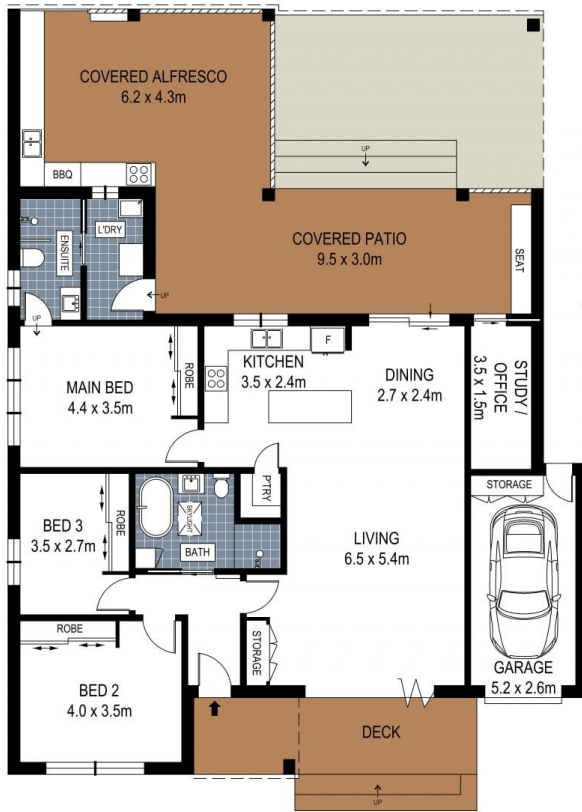 COVERED ALFRESCO
6.2 x 4.3m
UP
BBQ
L'DRY
ENSUITE
COVERED PATIO
9.5 x 3.0m
SEAT
UP
UP
F
KITCHEN
3.5 x 2.4m
DINING
2.7 x 2.4m
STUDY /
OFFICE
3.5 x 1.5m
MAIN BED
4.4 x 3.5m
ROBE
PTRY
STORAGE
BED 3
3.5 x 2.7m
ROBE
SKYLIGHT
BATH
LIVING
6.5 x 5.4m
ROBE
STORAGE
GARAGE
5.2 x 2.6m
BED 2
4.0 x 3.5m
DECK
UP